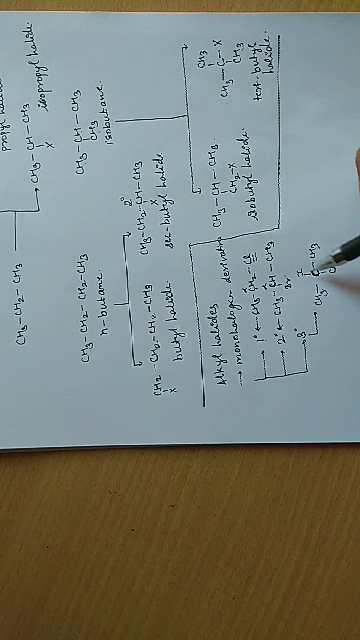 propyl halide
CH3-CH2-CH3
CH3-CH-CH3
X
isopropyl halide
CH3-CH2-CH2-CH3
n-butane
CH3-CH-CH3
CH3
isobutane.
CH2-CH2-CH2-CH3
X
butyl halide
2°
CH3-CH2-CH-CH3
X
sec-butyl halide
CH3-CH-CH3.
CH2-X
isobutyl halide
CH3
CH3-C-X
CH3
tert-butyl
halide.
Alkyl halides
→ monohalogen derivative
→ 1° ← CH3-CH2-Cl
→ 2° ← CH3-CH-CH3
Br
→ 3°
I
CH3-C-CH3